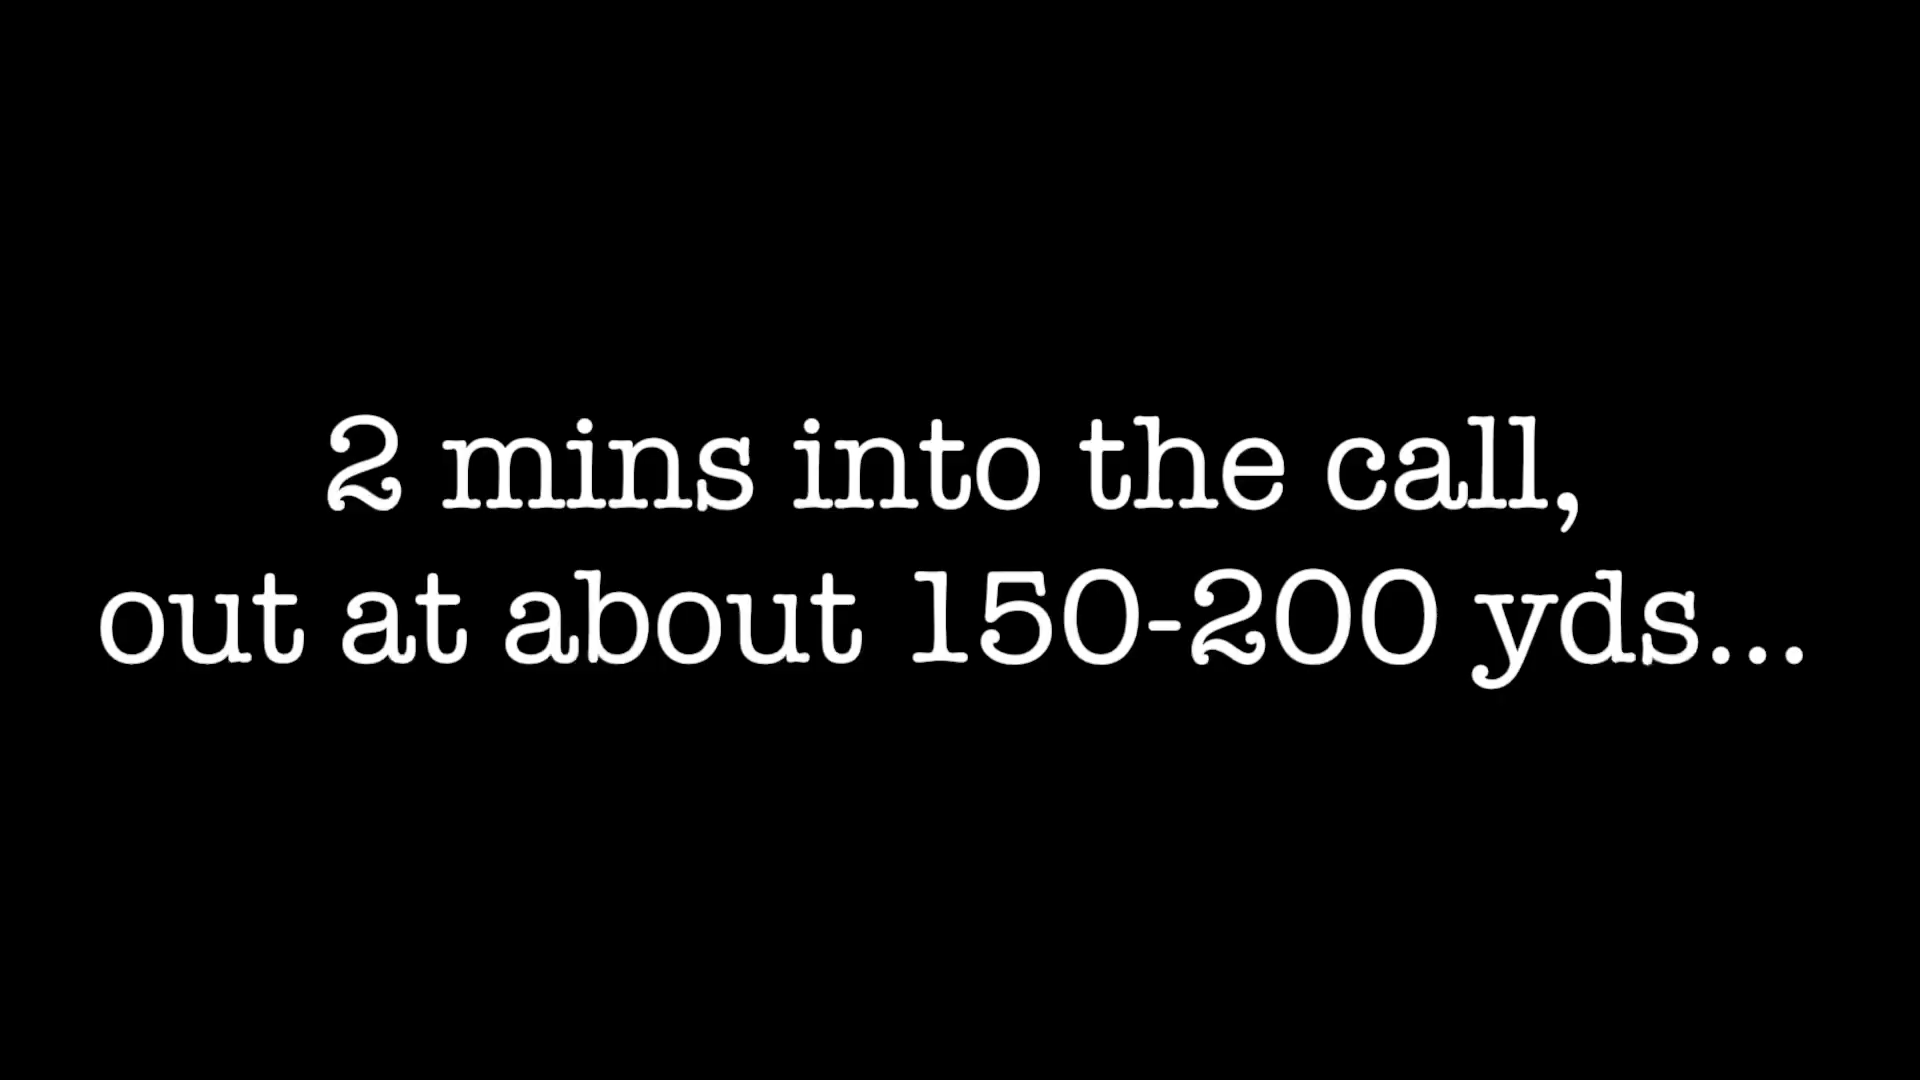 2 mins into the call,
out at about 150-200 yds...